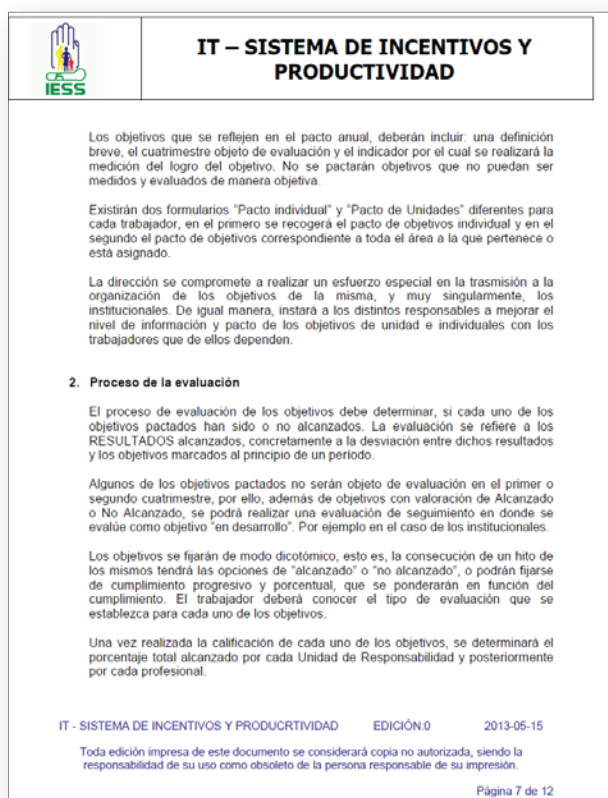 IESS
IT – SISTEMA DE INCENTIVOS Y
PRODUCTIVIDAD
Los objetivos que se reflejen en el pacto anual, deberán incluir: una definición
breve, el cuatrimestre objeto de evaluación y el indicador por el cual se realizará la
medición del logro del objetivo. No se pactarán objetivos que no puedan ser
medidos y evaluados de manera objetiva.
Existirán dos formularios “Pacto individual” y “Pacto de Unidades” diferentes para
cada trabajador, en el primero se recogerá el pacto de objetivos individual y en el
segundo el pacto de objetivos correspondiente a toda el área a la que pertenece o
está asignado.
La dirección se compromete a realizar un esfuerzo especial en la trasmisión a la
organización de los objetivos de la misma, y muy singularmente, los
institucionales. De igual manera, instará a los distintos responsables a mejorar el
nivel de información y pacto de los objetivos de unidad e individuales con los
trabajadores que de ellos dependen.
2. Proceso de la evaluación
El proceso de evaluación de los objetivos debe determinar, si cada uno de los
objetivos pactados han sido o no alcanzados. La evaluación se refiere a los
RESULTADOS alcanzados, concretamente a la desviación entre dichos resultados
y los objetivos marcados al principio de un período.
Algunos de los objetivos pactados no serán objeto de evaluación en el primer o
segundo cuatrimestre, por ello, además de objetivos con valoración de Alcanzado
o No Alcanzado, se podrá realizar una evaluación de seguimiento en donde se
evalúe como objetivo “en desarrollo”. Por ejemplo en el caso de los institucionales.
Los objetivos se fijarán de modo dicotómico, esto es, la consecución de un hito de
los mismos tendrá las opciones de “alcanzado” o “no alcanzado”, o podrán fijarse
de cumplimiento progresivo y porcentual, que se ponderarán en función del
cumplimiento. El trabajador deberá conocer el tipo de evaluación que se
establezca para cada uno de los objetivos.
Una vez realizada la calificación de cada uno de los objetivos, se determinará el
porcentaje total alcanzado por cada Unidad de Responsabilidad y posteriormente
por cada profesional.
IT - SISTEMA DE INCENTIVOS Y PRODUCRTIVIDAD EDICIÓN:0 2013-05-15
Toda edición impresa de este documento se considerará copia no autorizada, siendo la
responsabilidad de su uso como obsoleto de la persona responsable de su impresión.
Página 7 de 12